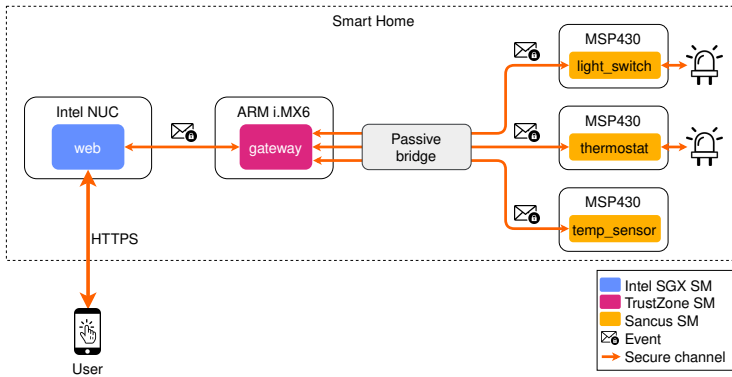 Smart Home
MSP430
light_switch
Intel NUC
web
ARM i.MX6
gateway
Passive
bridge
MSP430
thermostat
MSP430
temp_sensor
HTTPS
User
Intel SGX SM
TrustZone SM
Sancus SM
Event
Secure channel